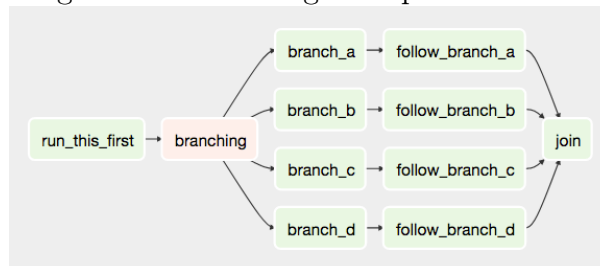 branch_a
follow_branch_a
branch_b
follow_branch_b
run_this_first
branching
join
branch_c
follow_branch_c
branch_d
follow_branch_d